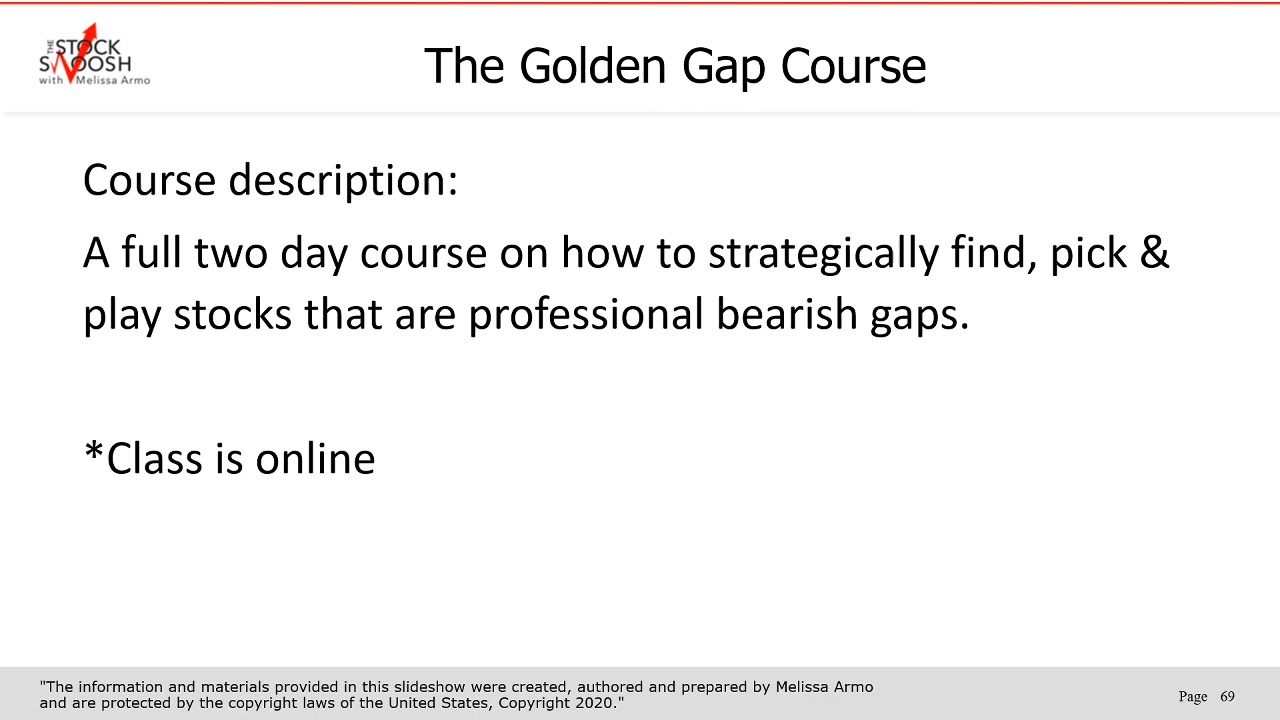 THE STOCK
SWOOSH
with Melissa Armo
The Golden Gap Course
Course description:
A full two day course on how to strategically find, pick &
play stocks that are professional bearish gaps.
*Class is online
"The information and materials provided in this slideshow were created, authored and prepared by Melissa Armo
and are protected by the copyright laws of the United States, Copyright 2020."
Page 69